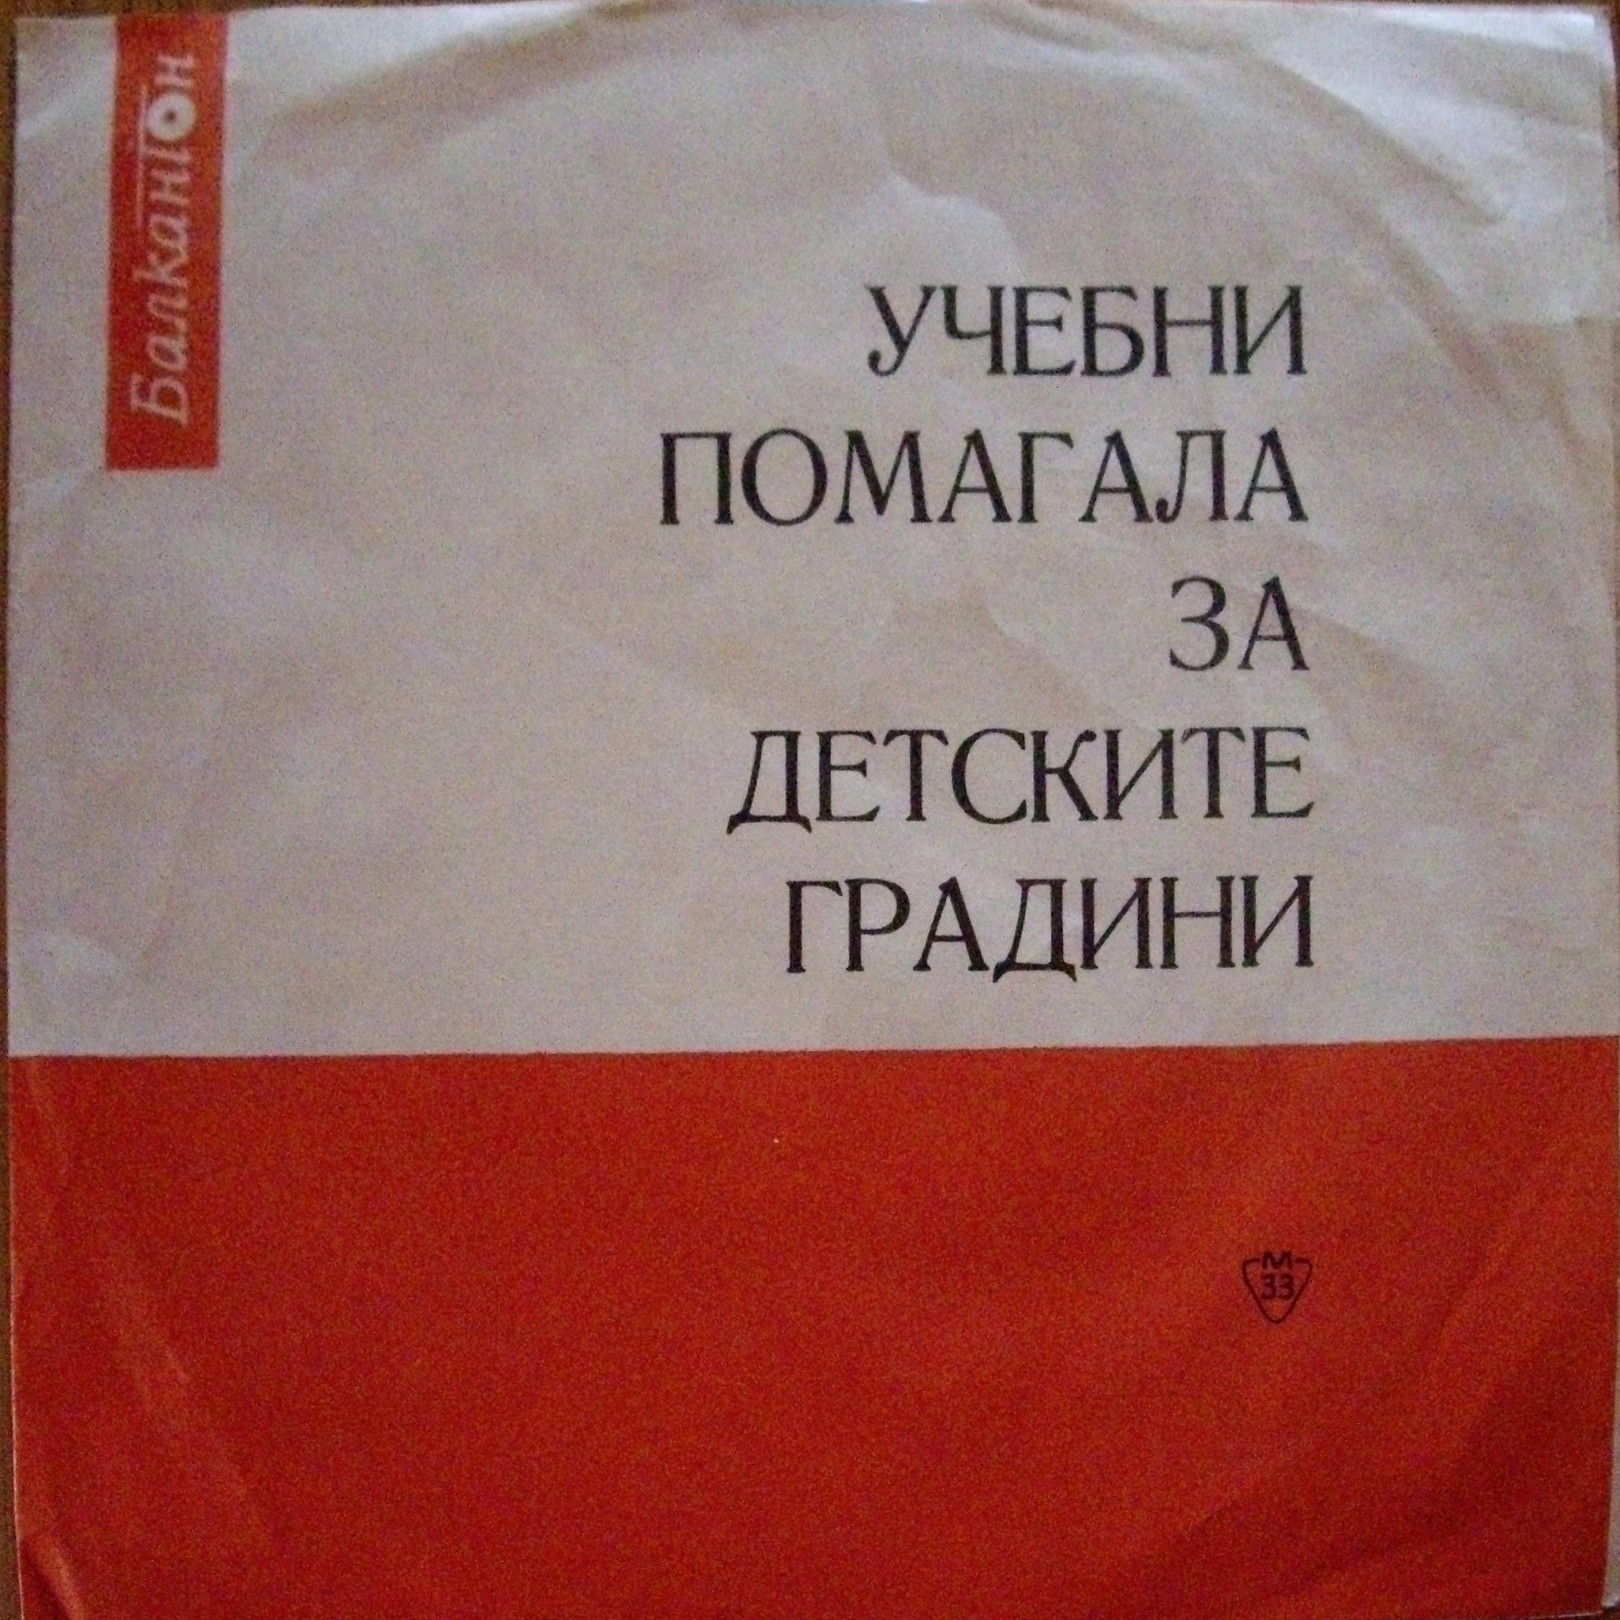 Балкантон
УЧЕБНИ
ПОМАГАЛА
ЗА
ДЕТСКИТЕ
ГРАДИНИ
М
33